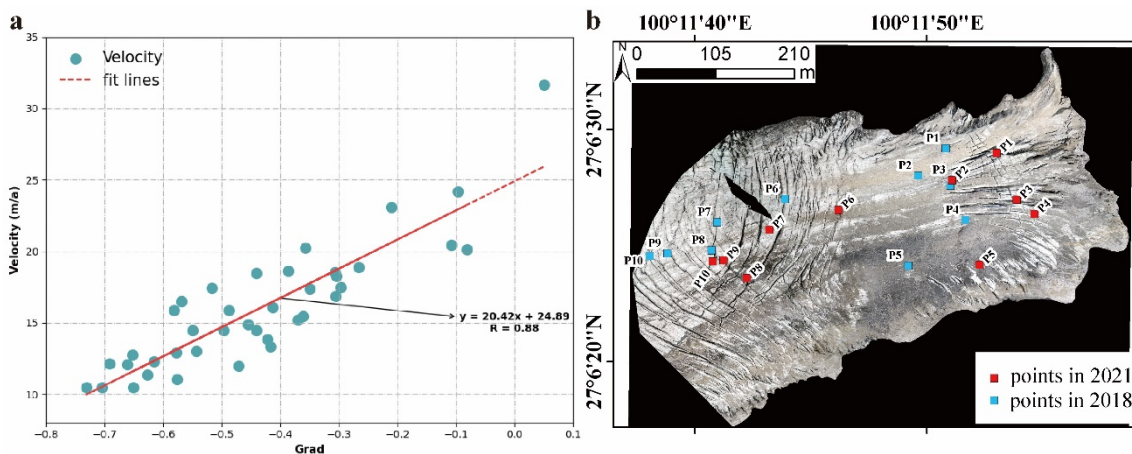 a
Velocity
fit lines
y = 20.42x + 24.89
R = 0.88
35
30
25
20
15
10
Velocity (m/a)
−0.8 −0.7 −0.6 −0.5 −0.4 −0.3 −0.2 −0.1 0.0 0.1
Grad
b
100°11'40"E 100°11'50"E
N
0 105 210
m
27°6'30"N
27°6'20"N
P1
P1
P2
P3
P2
P6
P3
P4
P4
P6
P7
P7
P8
P9
P10
P5
P5
P9
P10
P8
points in 2021
points in 2018